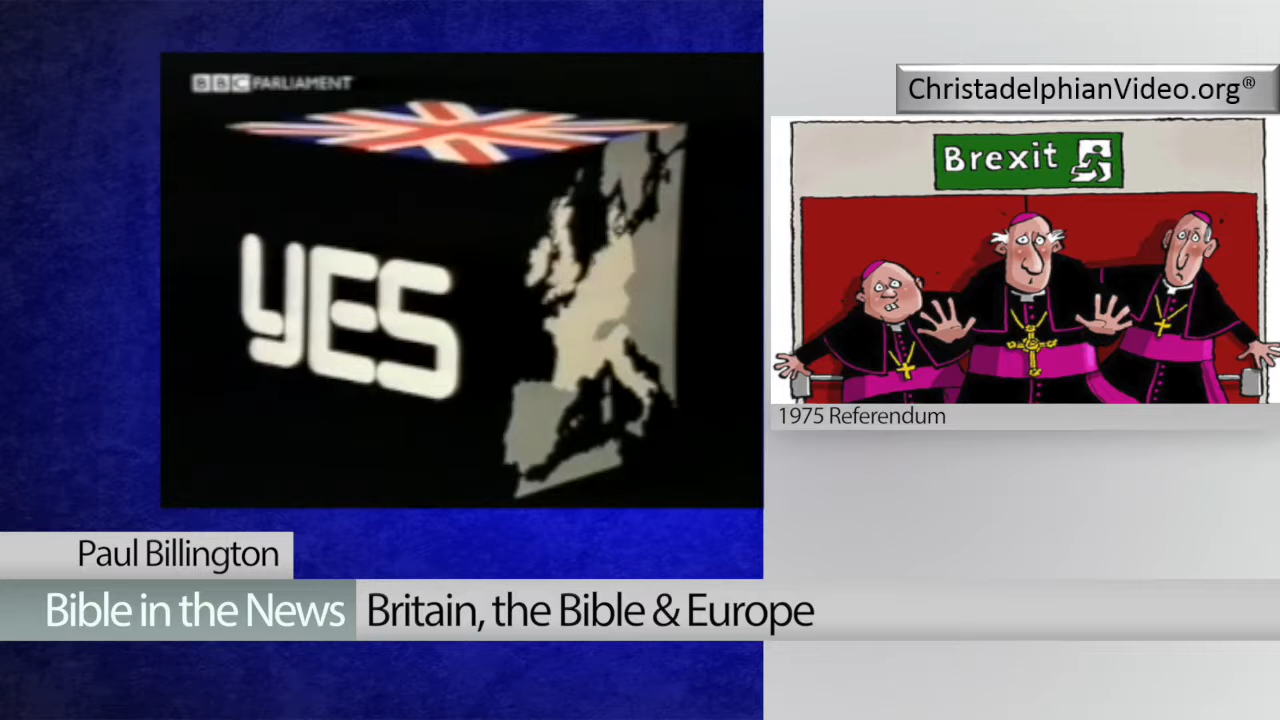 BBC PARLIAMENT
YES
ChristadelphianVideo.org®
Brexit
1975 Referendum
Paul Billington
Bible in the News
Britain, the Bible & Europe